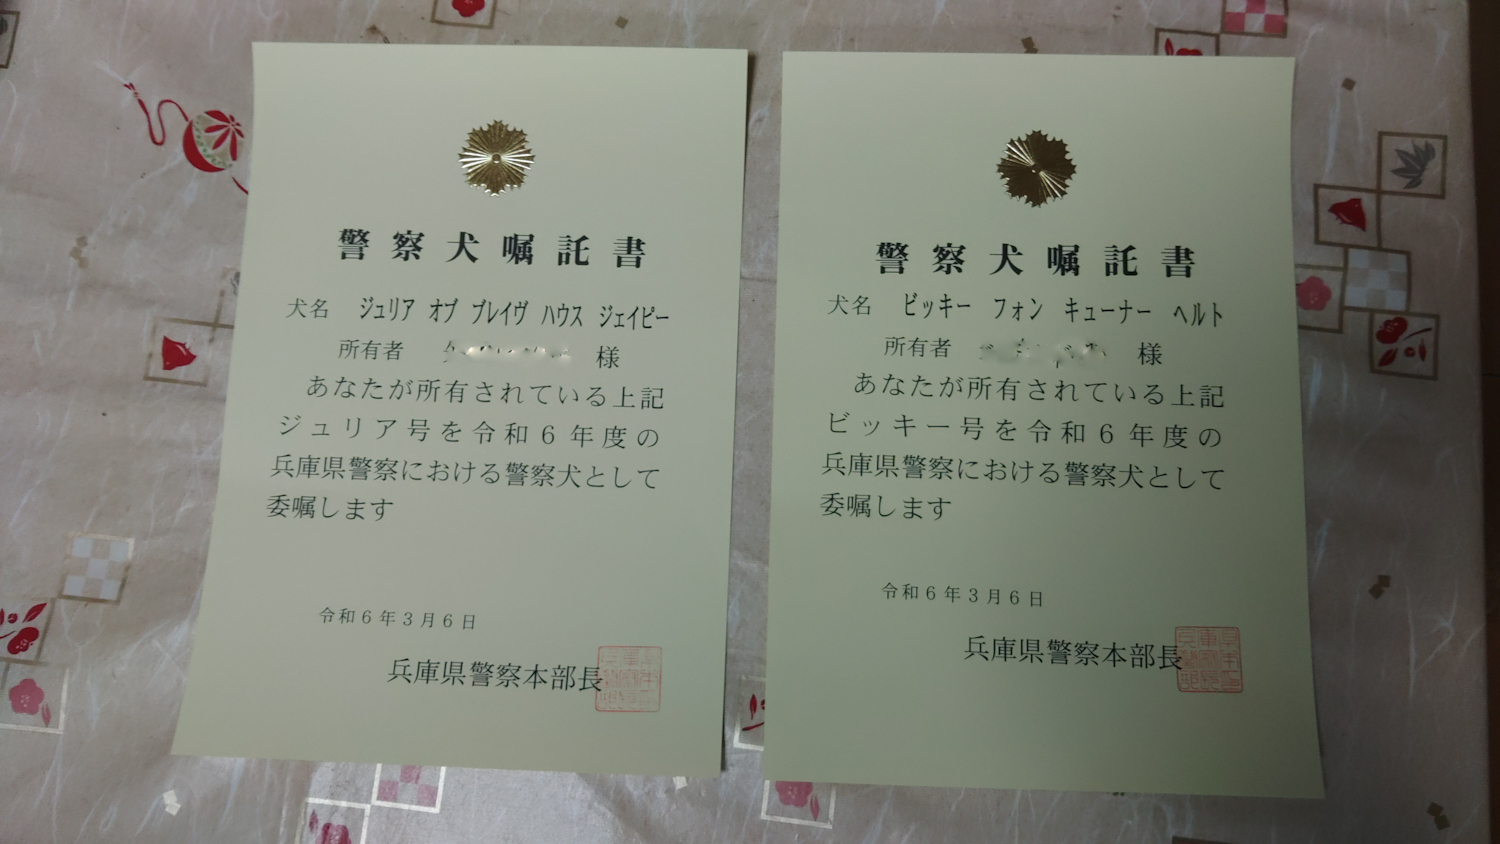 警察犬嘱託書
犬名 ジュリア オブ ブレイヴ ハウス ジェイピー
所有者 様
あなたが所有されている上記
ジュリア号を令和6年度の
兵庫県警察における警察犬として
委嘱します
令和6年3月6日
兵庫県警察本部長
警察犬嘱託書
犬名 ビッキー フォン キューナー ヘルト
所有者 様
あなたが所有されている上記
ビッキー号を令和6年度の
兵庫県警察における警察犬として
委嘱します
令和6年3月6日
兵庫県警察本部長